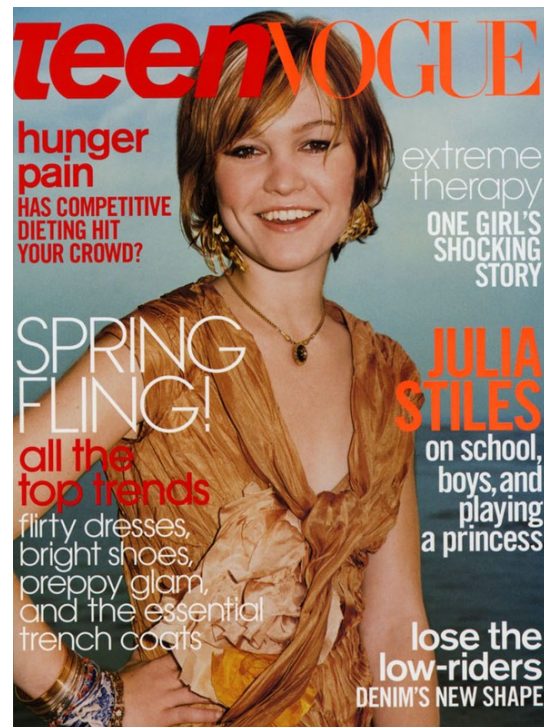 teen VOGUE
hunger
pain
HAS COMPETITIVE
DIETING HIT
YOUR CROWD?
extreme
therapy
ONE GIRL'S
SHOCKING
STORY
SPRING
FLING!
all the
top trends
flirty dresses,
bright shoes,
preppy glam,
and the essential
trench coats
JULIA
STILES
on school,
boys, and
playing
a princess
lose the
low-riders
DENIM'S NEW SHAPE